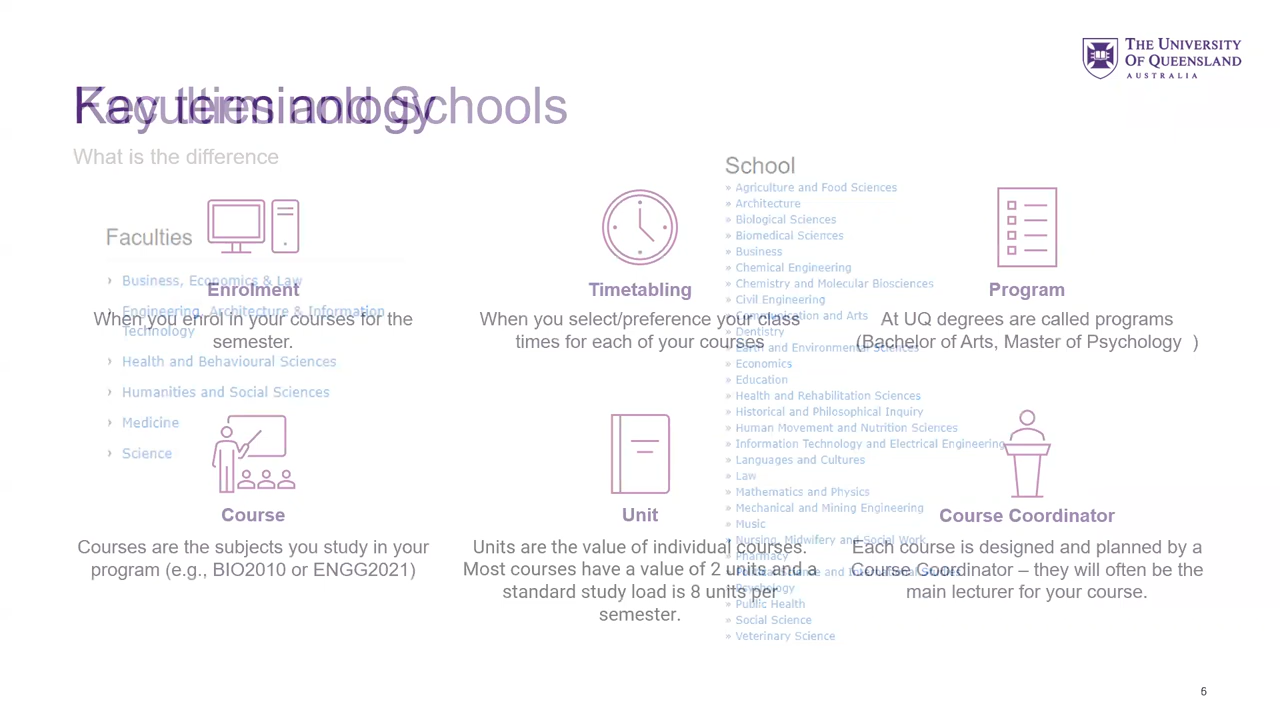 THE UNIVERSITY
OF QUEENSLAND
AUSTRALIA
Key terminology
Faculties and Schools
What is the difference
Faculties
› Business, Economics & Law
› Engineering, Architecture & Information
Technology
› Health and Behavioural Sciences
› Humanities and Social Sciences
› Medicine
› Science
School
» Agriculture and Food Sciences
» Architecture
» Biological Sciences
» Biomedical Sciences
» Business
» Chemical Engineering
» Chemistry and Molecular Biosciences
» Civil Engineering
» Communication and Arts
» Dentistry
» Earth and Environmental Sciences
» Economics
» Education
» Health and Rehabilitation Sciences
» Historical and Philosophical Inquiry
» Human Movement and Nutrition Sciences
» Information Technology and Electrical Engineering
» Languages and Cultures
» Law
» Mathematics and Physics
» Mechanical and Mining Engineering
» Music
» Nursing, Midwifery and Social Work
» Pharmacy
» Political Science and International Studies
» Psychology
» Public Health
» Social Science
» Veterinary Science
Enrolment
When you enrol in your courses for the
semester.
Timetabling
When you select/preference your class
times for each of your courses
Program
At UQ degrees are called programs
(Bachelor of Arts, Master of Psychology )
Course
Courses are the subjects you study in your
program (e.g., BIO2010 or ENGG2021)
Unit
Units are the value of individual courses.
Most courses have a value of 2 units and a
standard study load is 8 units per
semester.
Course Coordinator
Each course is designed and planned by a
Course Coordinator – they will often be the
main lecturer for your course.
6